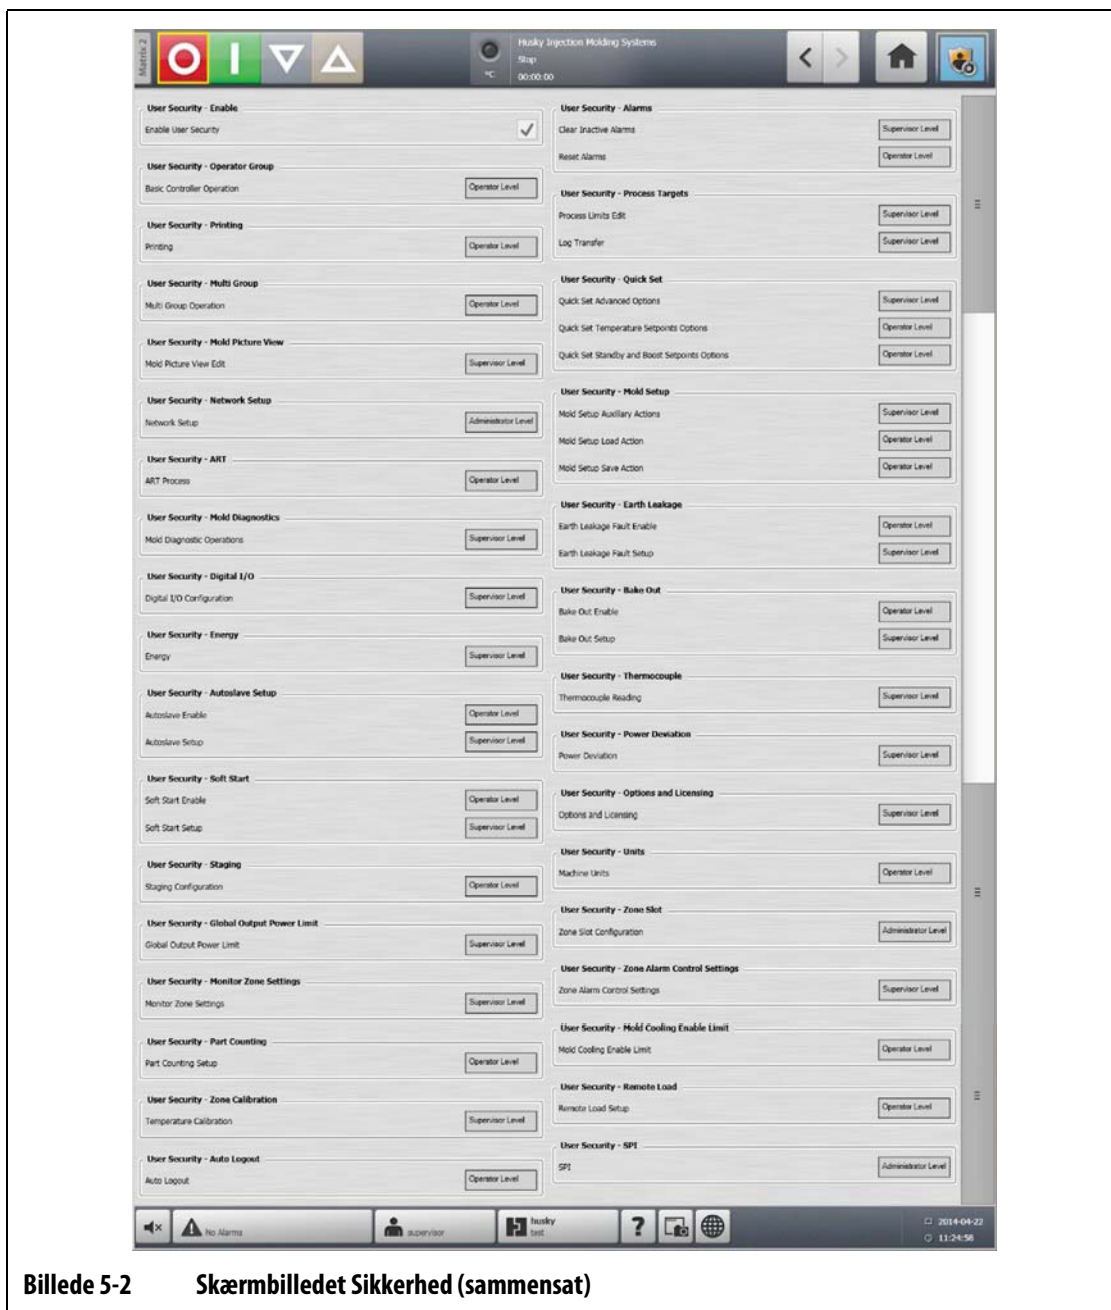 Matrix 2
Husky Injection Molding Systems
Stop
°C 00:00:00
User Security - Enable
Enable User Security
User Security - Operator Group
Basic Controller Operation Operator Level
User Security - Printing
Printing Operator Level
User Security - Multi Group
Multi Group Operation Operator Level
User Security - Mold Picture View
Mold Picture View Edit Supervisor Level
User Security - Network Setup
Network Setup Administrator Level
User Security - ART
ART Process Operator Level
User Security - Mold Diagnostics
Mold Diagnostic Operations Supervisor Level
User Security - Digital I/O
Digital I/O Configuration Supervisor Level
User Security - Energy
Energy Supervisor Level
User Security - Autoslave Setup
Autoslave Enable Operator Level
Autoslave Setup Supervisor Level
User Security - Soft Start
Soft Start Enable Operator Level
Soft Start Setup Supervisor Level
User Security - Staging
Staging Configuration Operator Level
User Security - Global Output Power Limit
Global Output Power Limit Supervisor Level
User Security - Monitor Zone Settings
Monitor Zone Settings Supervisor Level
User Security - Part Counting
Part Counting Setup Operator Level
User Security - Zone Calibration
Temperature Calibration Supervisor Level
User Security - Auto Logout
Auto Logout Operator Level
User Security - Alarms
Clear Inactive Alarms Supervisor Level
Reset Alarms Operator Level
User Security - Process Targets
Process Limits Edit Supervisor Level
Log Transfer Supervisor Level
User Security - Quick Set
Quick Set Advanced Options Supervisor Level
Quick Set Temperature Setpoints Options Operator Level
Quick Set Standby and Boost Setpoints Options Operator Level
User Security - Mold Setup
Mold Setup Auxiliary Actions Supervisor Level
Mold Setup Load Action Operator Level
Mold Setup Save Action Operator Level
User Security - Earth Leakage
Earth Leakage Fault Enable Operator Level
Earth Leakage Fault Setup Supervisor Level
User Security - Bake Out
Bake Out Enable Operator Level
Bake Out Setup Supervisor Level
User Security - Thermocouple
Thermocouple Reading Supervisor Level
User Security - Power Deviation
Power Deviation Supervisor Level
User Security - Options and Licensing
Options and Licensing Supervisor Level
User Security - Units
Machine Units Operator Level
User Security - Zone Slot
Zone Slot Configuration Administrator Level
User Security - Zone Alarm Control Settings
Zone Alarm Control Settings Supervisor Level
User Security - Mold Cooling Enable Limit
Mold Cooling Enable Limit Operator Level
User Security - Remote Load
Remote Load Setup Operator Level
User Security - SPI
SPI Administrator Level
No Alarms
supervisor
husky
test
?
2014-04-22
11:24:56
Billede 5-2 Skærmbilledet Sikkerhed (sammensat)